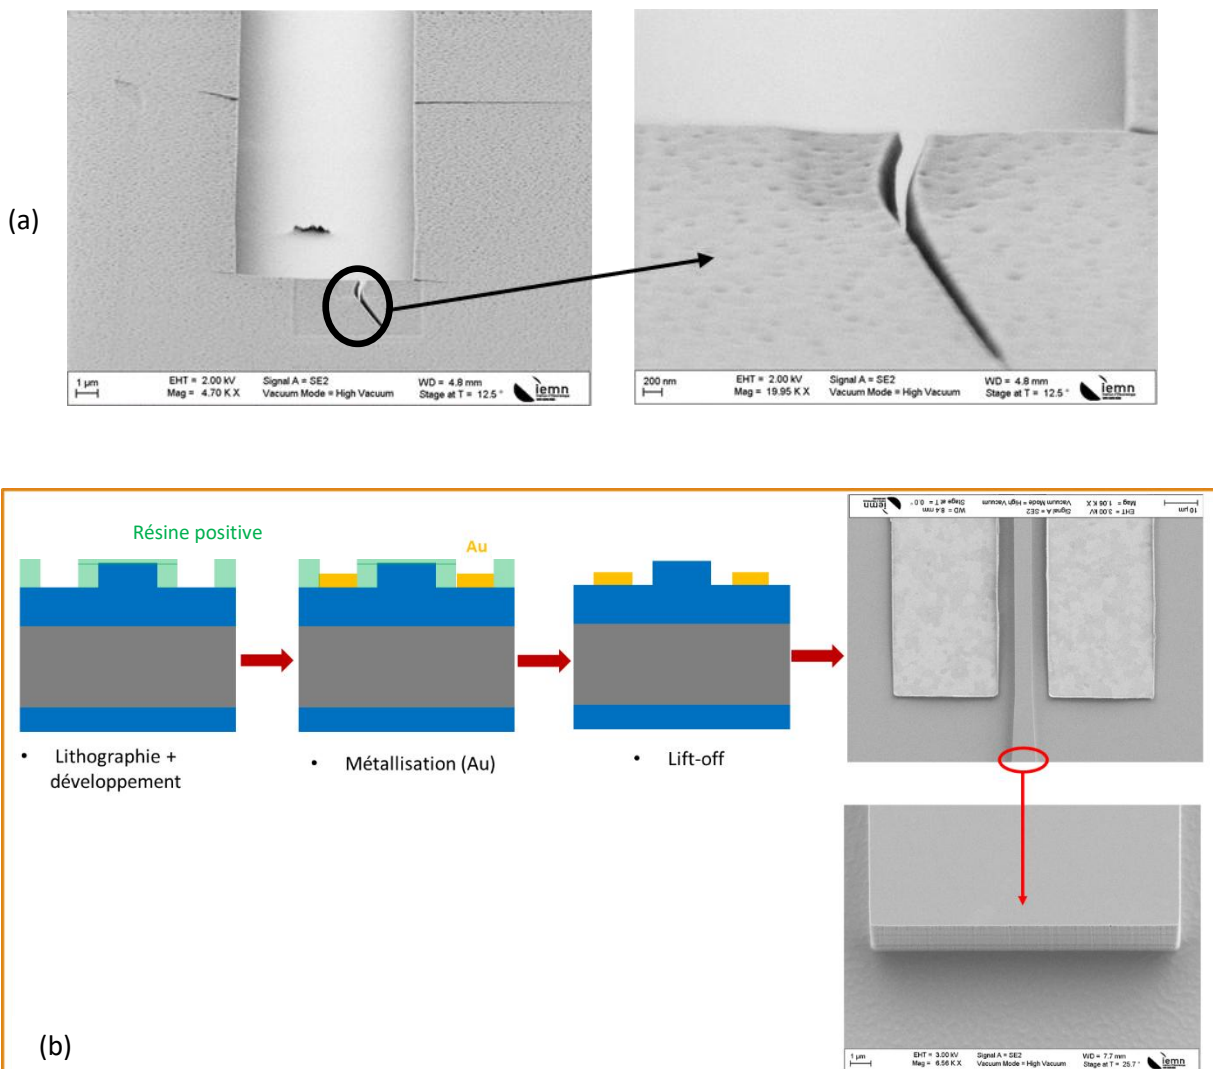 (a)
1 µm
EHT = 2.00 kV
Signal A = SE2
WD = 4.8 mm
Mag = 4.70 K X
Vacuum Mode = High Vacuum
Stage at T = 12.5 °
iemn
200 nm
EHT = 2.00 kV
Signal A = SE2
WD = 4.8 mm
Mag = 19.95 K X
Vacuum Mode = High Vacuum
Stage at T = 12.5 °
iemn
Résine positive
Au
• Lithographie +
développement
• Métallisation (Au)
• Lift-off
10 µm
EHT = 3.00 kV
Signal A = SE2
WD = 8.4 mm
Mag = 1.06 K X
Vacuum Mode = High Vacuum
Stage at T = 0.0 °
(b)
1 µm
EHT = 3.00 kV
Signal A = SE2
WD = 7.7 mm
Mag = 6.56 K X
Vacuum Mode = High Vacuum
Stage at T = 25.7 °
iemn